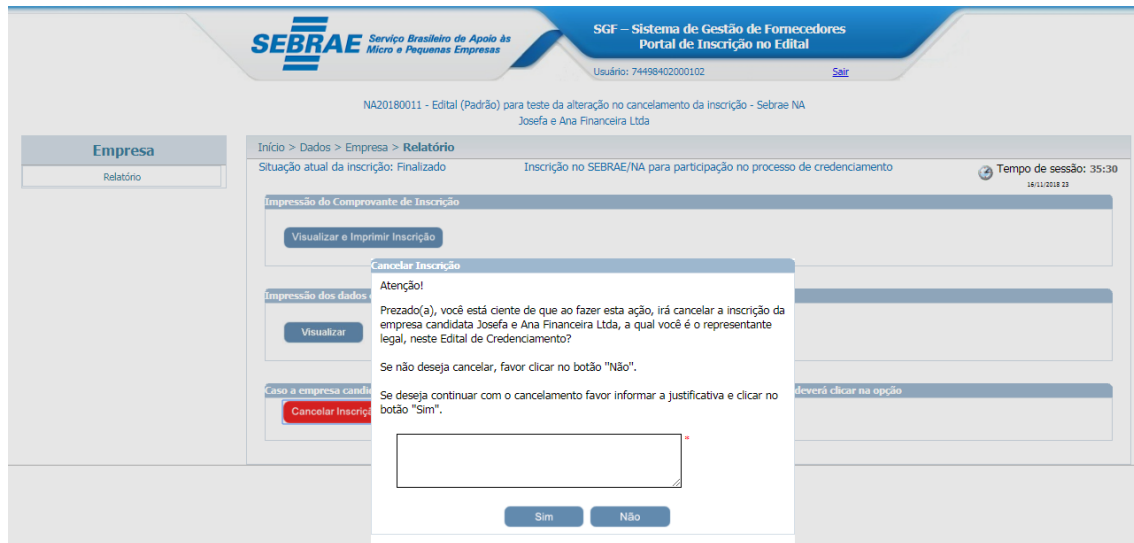 SEBRAE
Serviço Brasileiro de Apoio às
Micro e Pequenas Empresas
SGF – Sistema de Gestão de Fornecedores
Portal de Inscrição no Edital
Usuário: 74498402000102
Sair
NA20180011 - Edital (Padrão) para teste da alteração no cancelamento da inscrição - Sebrae NA
Josefa e Ana Financeira Ltda
Empresa
Relatório
Início > Dados > Empresa > Relatório
Situação atual da inscrição: Finalizado
Inscrição no SEBRAE/NA para participação no processo de credenciamento
Tempo de sessão: 35:30
16/11/2018 23
Impressão do Comprovante de Inscrição
Visualizar e Imprimir Inscrição
Impressão dos dados
Visualizar
Caso a empresa
deverá clicar na opção
Cancelar
Cancelar Inscrição
Atenção!
Prezado(a), você está ciente de que ao fazer esta ação, irá cancelar a inscrição da
empresa candidata Josefa e Ana Financeira Ltda, a qual você é o representante
legal, neste Edital de Credenciamento?
Se não deseja cancelar, favor clicar no botão "Não".
Se deseja continuar com o cancelamento favor informar a justificativa e clicar no
botão "Sim".
*
Sim
Não